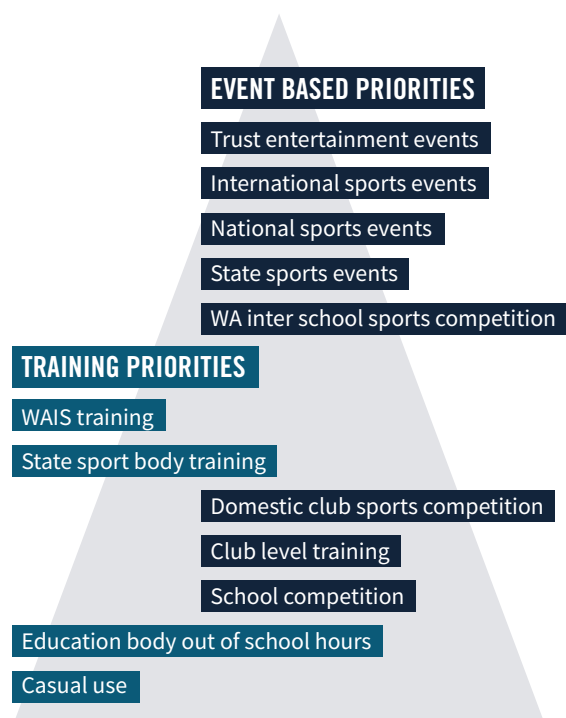 EVENT BASED PRIORITIES
Trust entertainment events
International sports events
National sports events
State sports events
WA inter school sports competition
TRAINING PRIORITIES
WAIS training
State sport body training
Domestic club sports competition
Club level training
School competition
Education body out of school hours
Casual use